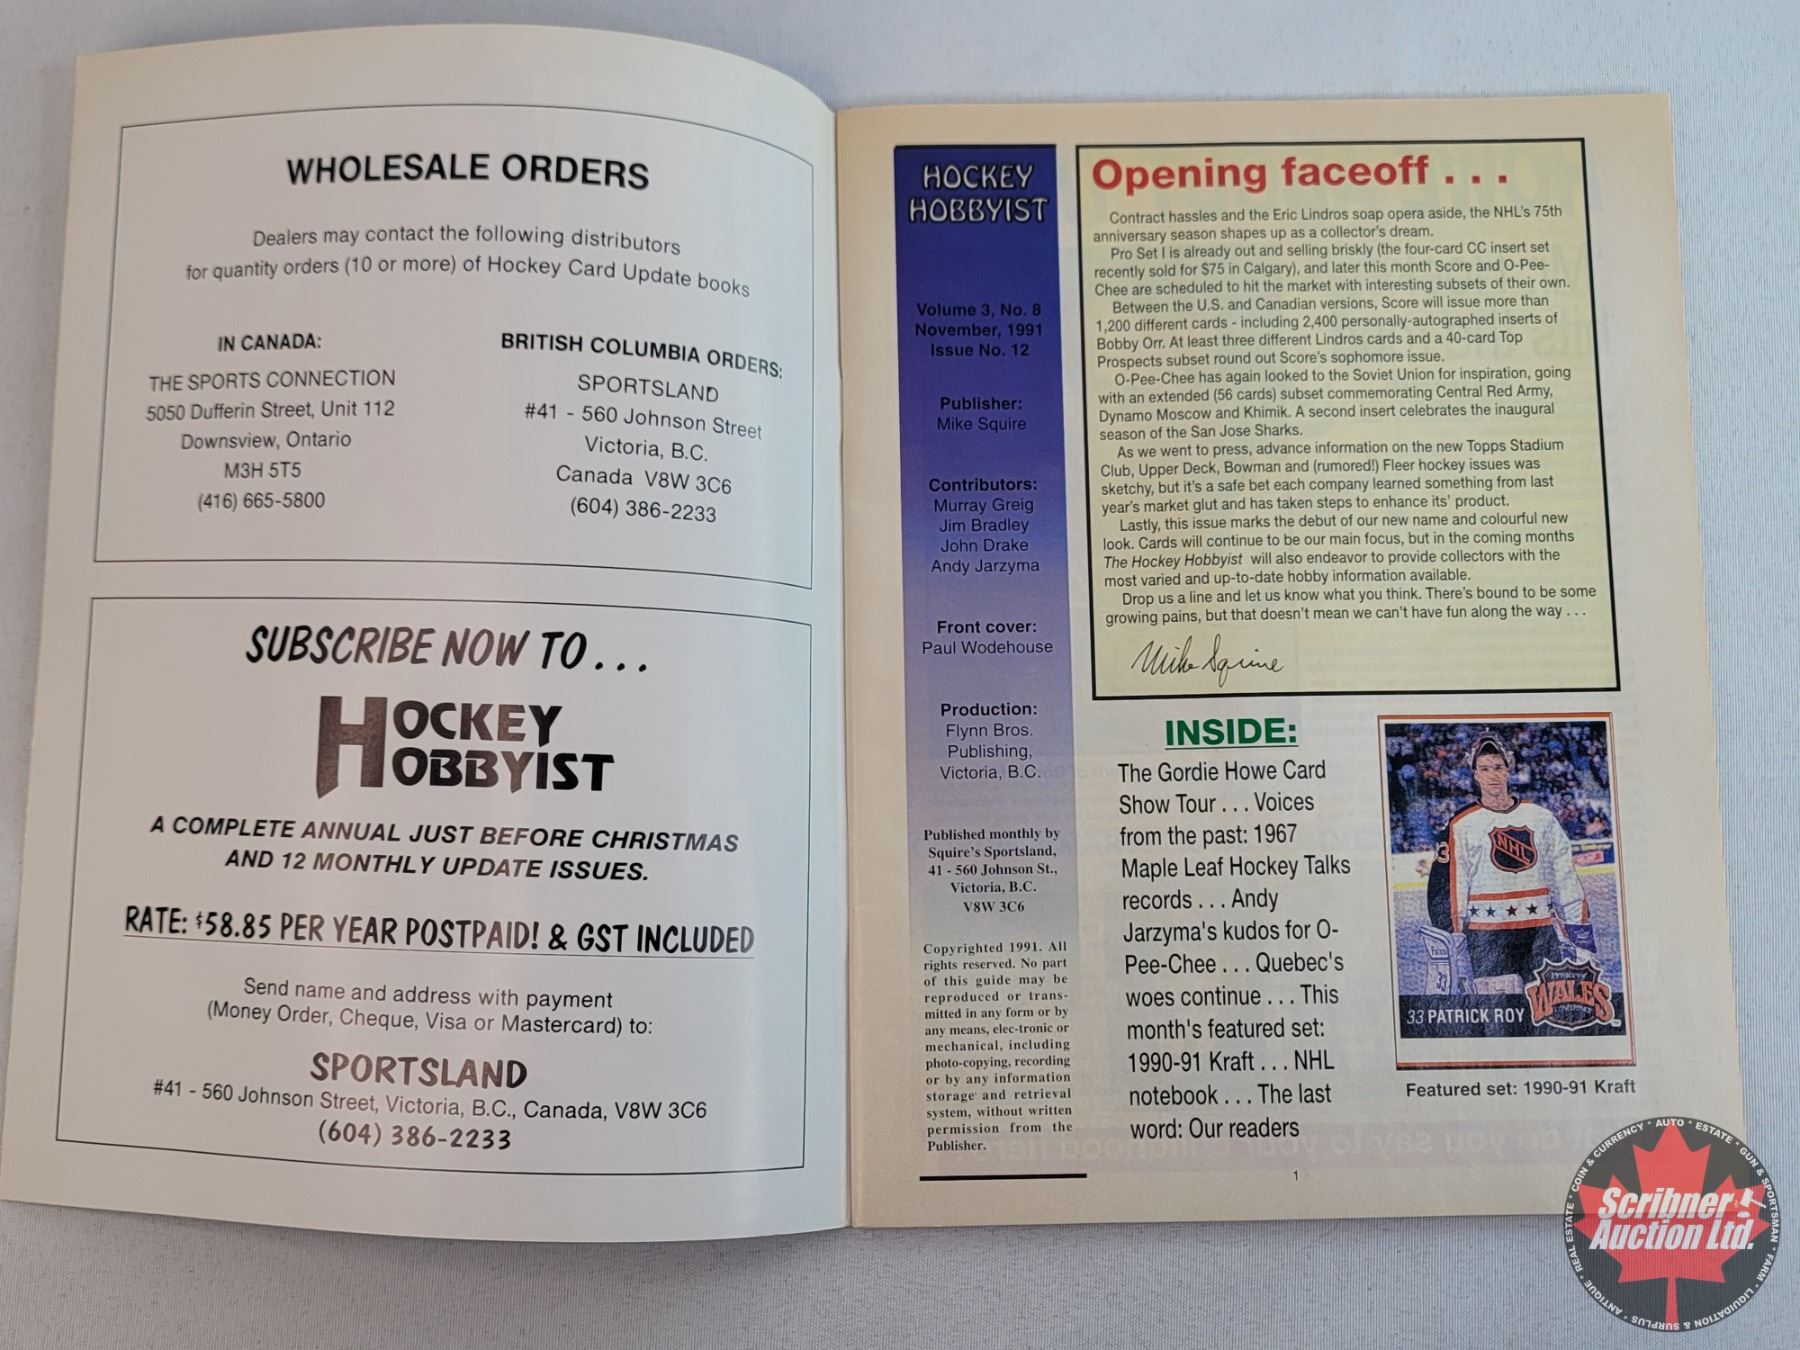 WHOLESALE ORDERS
Dealers may contact the following distributors
for quantity orders (10 or more) of Hockey Card Update books
IN CANADA:
THE SPORTS CONNECTION
5050 Dufferin Street, Unit 112
Downsview, Ontario
M3H 5T5
(416) 665-5800
BRITISH COLUMBIA ORDERS:
SPORTSLAND
#41 - 560 Johnson Street
Victoria, B.C.
Canada V8W 3C6
(604) 386-2233
SUBSCRIBE NOW TO . . .
HOCKEY
HOBBYIST
A COMPLETE ANNUAL JUST BEFORE CHRISTMAS
AND 12 MONTHLY UPDATE ISSUES.
RATE: $58.85 PER YEAR POSTPAID! & GST INCLUDED
Send name and address with payment
(Money Order, Cheque, Visa or Mastercard) to:
SPORTSLAND
#41 - 560 Johnson Street, Victoria, B.C., Canada, V8W 3C6
(604) 386-2233
HOCKEY
HOBBYIST
Volume 3, No. 8
November, 1991
Issue No. 12
Publisher:
Mike Squire
Contributors:
Murray Greig
Jim Bradley
John Drake
Andy Jarzyma
Front cover:
Paul Wodehouse
Production:
Flynn Bros.
Publishing,
Victoria, B.C.
Published monthly by
Squire's Sportsland,
41 - 560 Johnson St.,
Victoria, B.C.
V8W 3C6
Copyrighted 1991. All
rights reserved. No part
of this guide may be
reproduced or trans-
mitted in any form or by
any means, elec-tronic or
mechanical, including
photo-copying, recording
or by any information
storage and retrieval
system, without written
permission from the
Publisher.
Opening faceoff . . .
Contract hassles and the Eric Lindros soap opera aside, the NHL's 75th
anniversary season shapes up as a collector's dream.
Pro Set I is already out and selling briskly (the four-card CC insert set
recently sold for $75 in Calgary), and later this month Score and O-Pee-
Chee are scheduled to hit the market with interesting subsets of their own.
Between the U.S. and Canadian versions, Score will issue more than
1,200 different cards - including 2,400 personally-autographed inserts of
Bobby Orr. At least three different Lindros cards and a 40-card Top
Prospects subset round out Score's sophomore issue.
O-Pee-Chee has again looked to the Soviet Union for inspiration, going
with an extended (56 cards) subset commemorating Central Red Army,
Dynamo Moscow and Khimik. A second insert celebrates the inaugural
season of the San Jose Sharks.
As we went to press, advance information on the new Topps Stadium
Club, Upper Deck, Bowman and (rumored!) Fleer hockey issues was
sketchy, but it's a safe bet each company learned something from last
year's market glut and has taken steps to enhance its' product.
Lastly, this issue marks the debut of our new name and colourful new
look. Cards will continue to be our main focus, but in the coming months
The Hockey Hobbyist will also endeavor to provide collectors with the
most varied and up-to-date hobby information available.
Drop us a line and let us know what you think. There's bound to be some
growing pains, but that doesn't mean we can't have fun along the way . . .
Mike Squire
INSIDE:
The Gordie Howe Card
Show Tour . . . Voices
from the past: 1967
Maple Leaf Hockey Talks
records . . . Andy
Jarzyma's kudos for O-
Pee-Chee . . . Quebec's
woes continue . . . This
month's featured set:
1990-91 Kraft . . . NHL
notebook . . . The last
word: Our readers
NHL
WALES
33 PATRICK ROY
Featured set: 1990-91 Kraft
1
Scribner
Auction Ltd.
REAL ESTATE * COIN & CURRENCY * AUTO * ESTATE * GUN & SPORTSMAN * FARM * LIQUIDATION & SURPLUS * ANTIQUE *